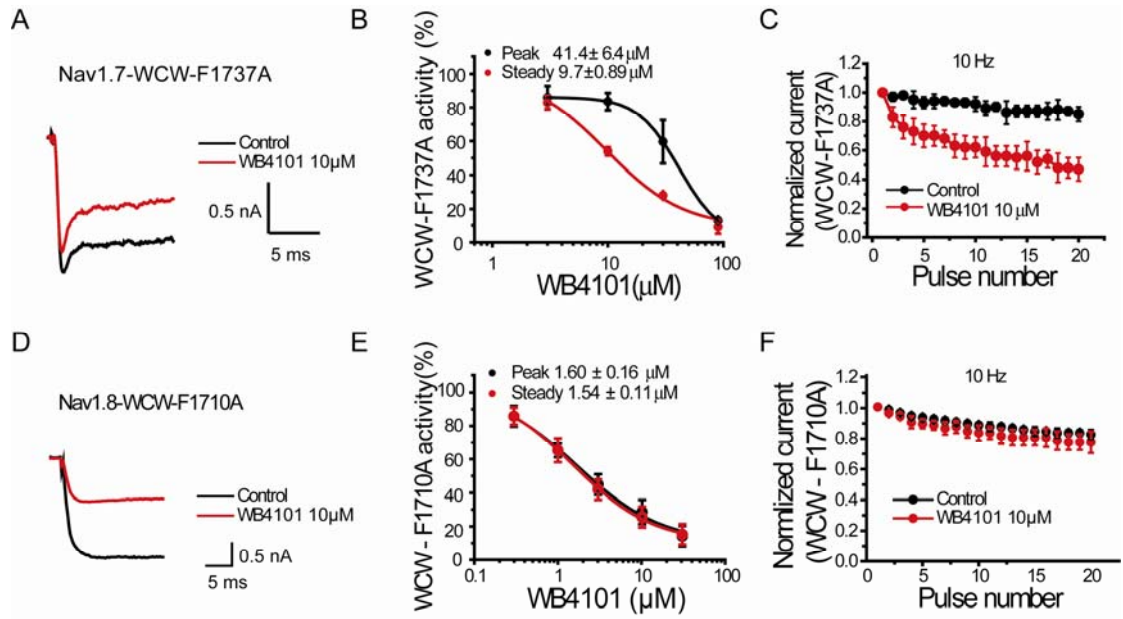 A
Nav1.7-WCW-F1737A
Control
WB4101 10μM
0.5 nA
5 ms
B
WCW-F1737A activity (%)
Peak 41.4± 6.4 μM
Steady 9.7±0.89μM
100
80
60
40
20
0
1 10 100
WB4101(μM)
C
Normalized current
(WCW-F1737A)
10 Hz
1.2
1.0
0.8
0.6
0.4
0.2
0.0
Control
WB4101 10 μM
0 5 10 15 20
Pulse number
D
Nav1.8-WCW-F1710A
Control
WB4101 10μM
0.5 nA
5 ms
E
WCW - F1710A activity(%)
Peak 1.60 ± 0.16 μM
Steady 1.54 ± 0.11 μM
100
80
60
40
20
0
0.1 1 10 100
WB4101 (μM)
F
Normlized current
(WCW - F1710A)
10 Hz
1.2
1.0
0.8
0.6
0.4
0.2
0.0
Control
WB4101 10μM
0 5 10 15 20
Pulse number